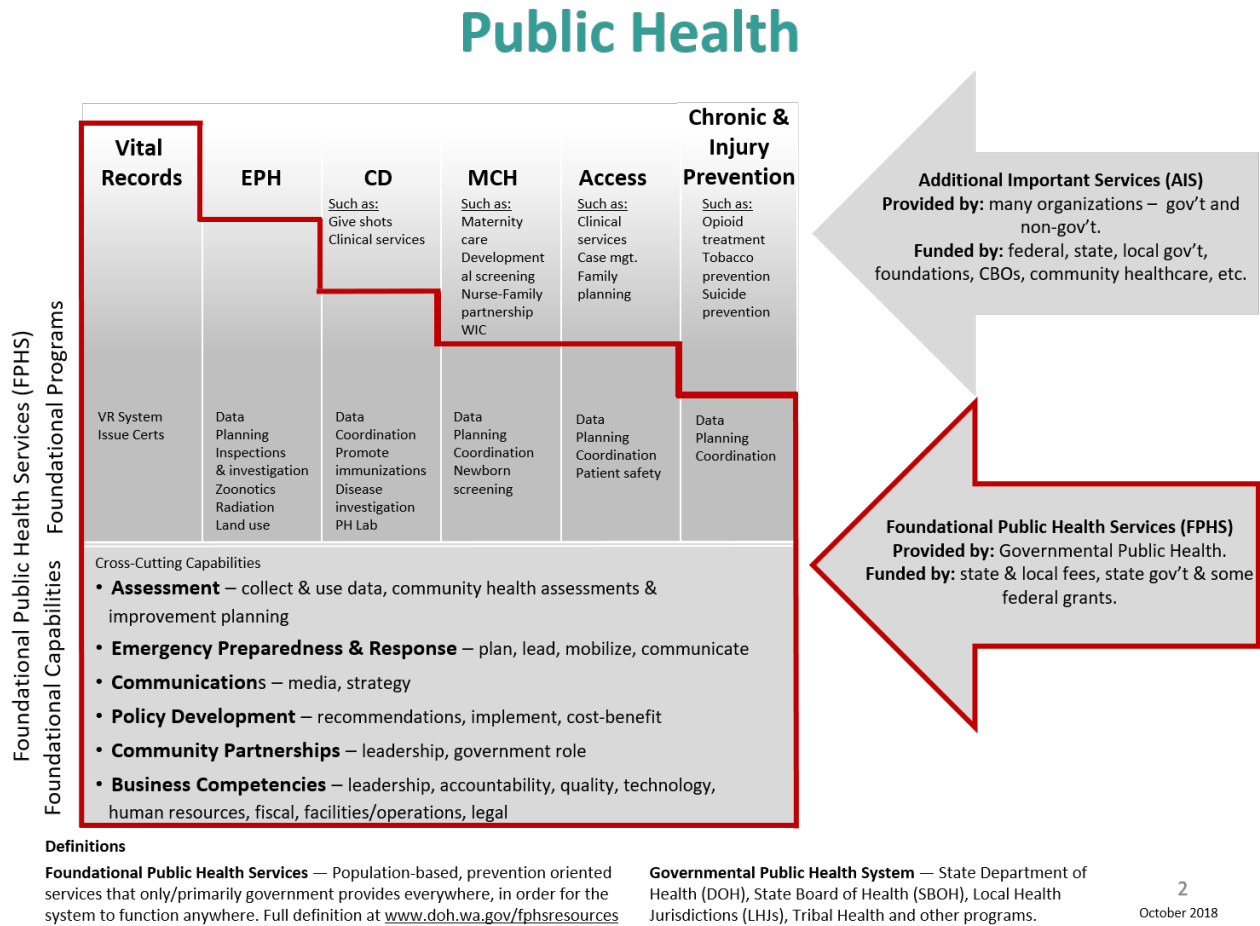 Public Health
Vital
Records
EPH
CD
MCH
Access
Chronic &
Injury
Prevention
Such as:
Give shots
Clinical services
Such as:
Maternity
care
Development
al screening
Nurse-Family
partnership
WIC
Such as:
Clinical
services
Case mgt.
Family
planning
Such as:
Opioid
treatment
Tobacco
prevention
Suicide
prevention
VR System
Issue Certs
Data
Planning
Inspections
& investigation
Zoonotics
Radiation
Land use
Data
Coordination
Promote
immunizations
Disease
investigation
PH Lab
Data
Planning
Coordination
Newborn
screening
Data
Planning
Coordination
Patient safety
Data
Planning
Coordination
Foundational Public Health Services (FPHS)
Foundational Programs
Foundational Capabilities
Cross-Cutting Capabilities
• Assessment – collect & use data, community health assessments &
improvement planning
• Emergency Preparedness & Response – plan, lead, mobilize, communicate
• Communications – media, strategy
• Policy Development – recommendations, implement, cost-benefit
• Community Partnerships – leadership, government role
• Business Competencies – leadership, accountability, quality, technology,
human resources, fiscal, facilities/operations, legal
Additional Important Services (AIS)
Provided by: many organizations – gov’t and
non-gov’t.
Funded by: federal, state, local gov’t,
foundations, CBOs, community healthcare, etc.
Foundational Public Health Services (FPHS)
Provided by: Governmental Public Health.
Funded by: state & local fees, state gov’t & some
federal grants.
Definitions
Foundational Public Health Services — Population-based, prevention oriented
services that only/primarily government provides everywhere, in order for the
system to function anywhere. Full definition at www.doh.wa.gov/fphsresources
Governmental Public Health System — State Department of
Health (DOH), State Board of Health (SBOH), Local Health
Jurisdictions (LHJs), Tribal Health and other programs.
2
October 2018